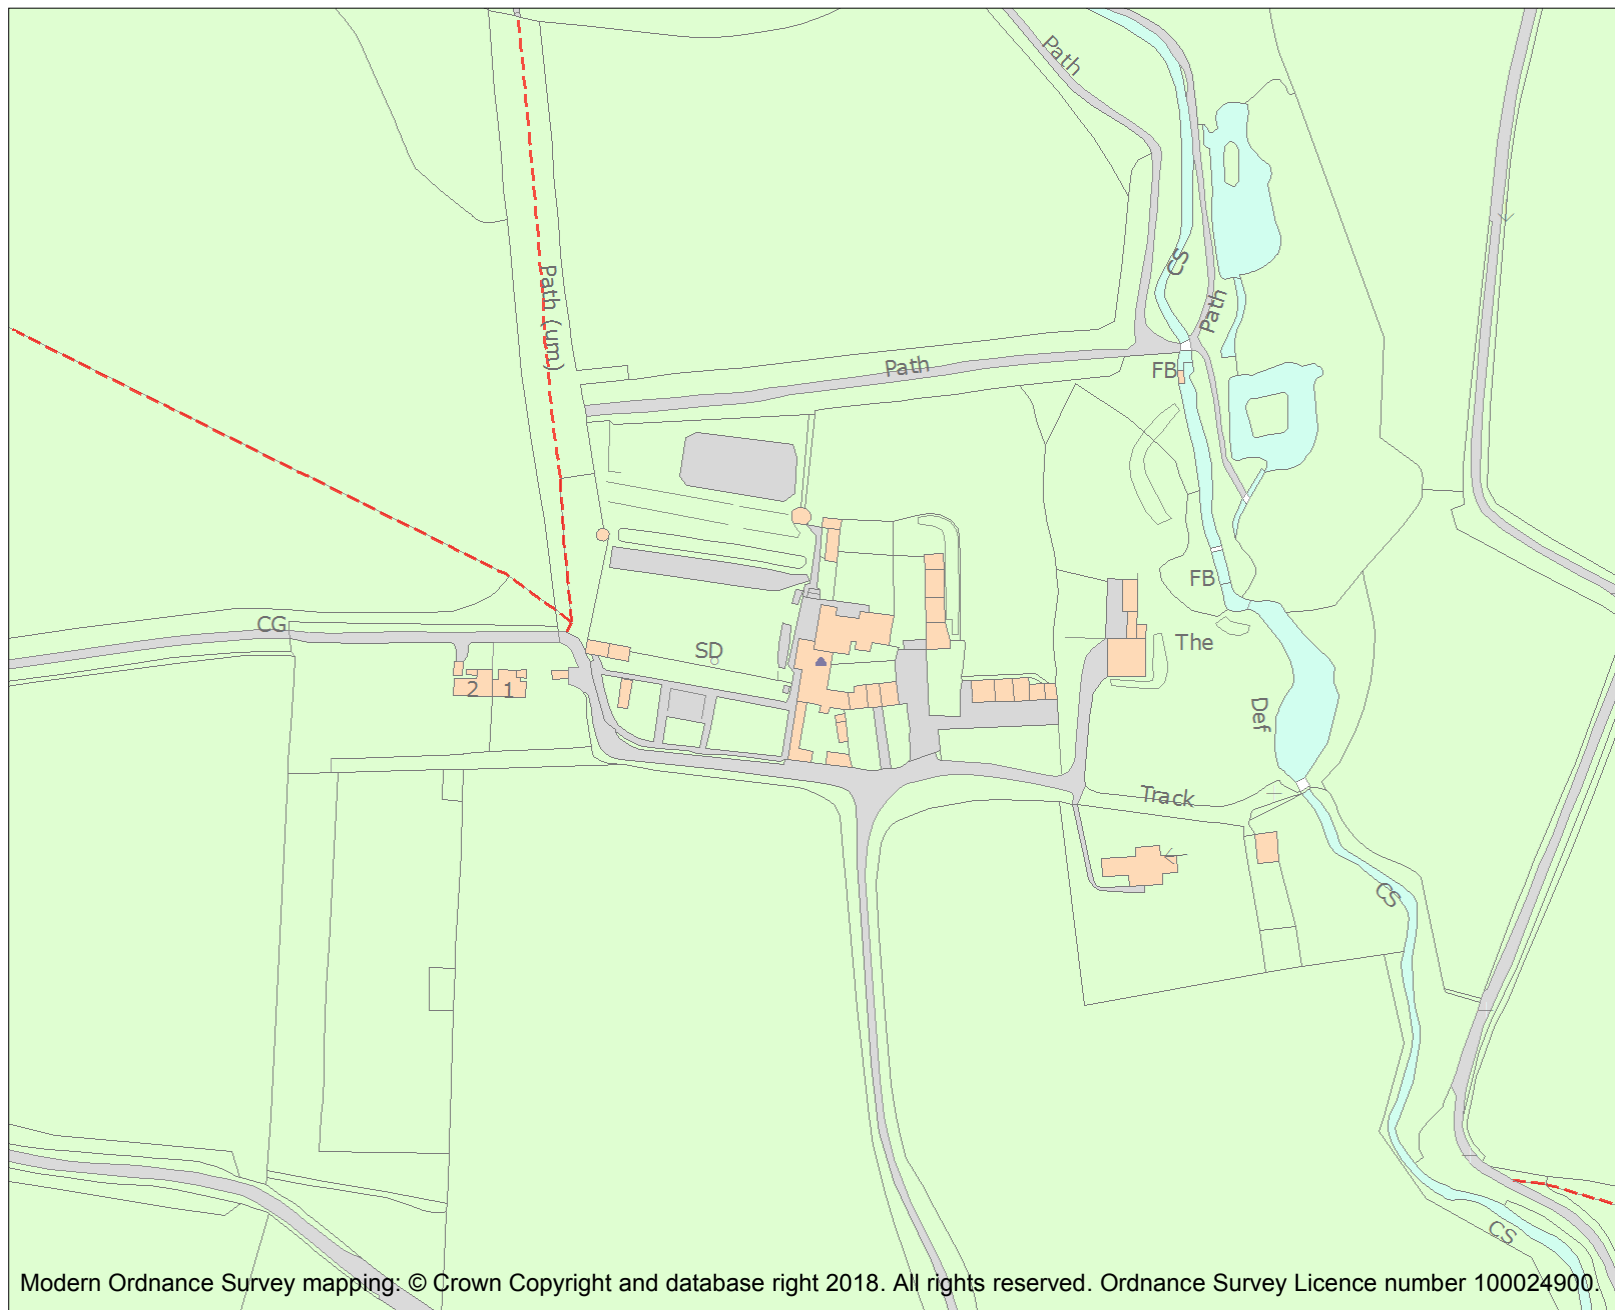 Path
CS
Path (um)
Path
Path
FB
FB
CG
SD
The
2
1
Def
Track
CS
CS
Modern Ordnance Survey mapping: © Crown Copyright and database right 2018. All rights reserved. Ordnance Survey Licence number 100024900.